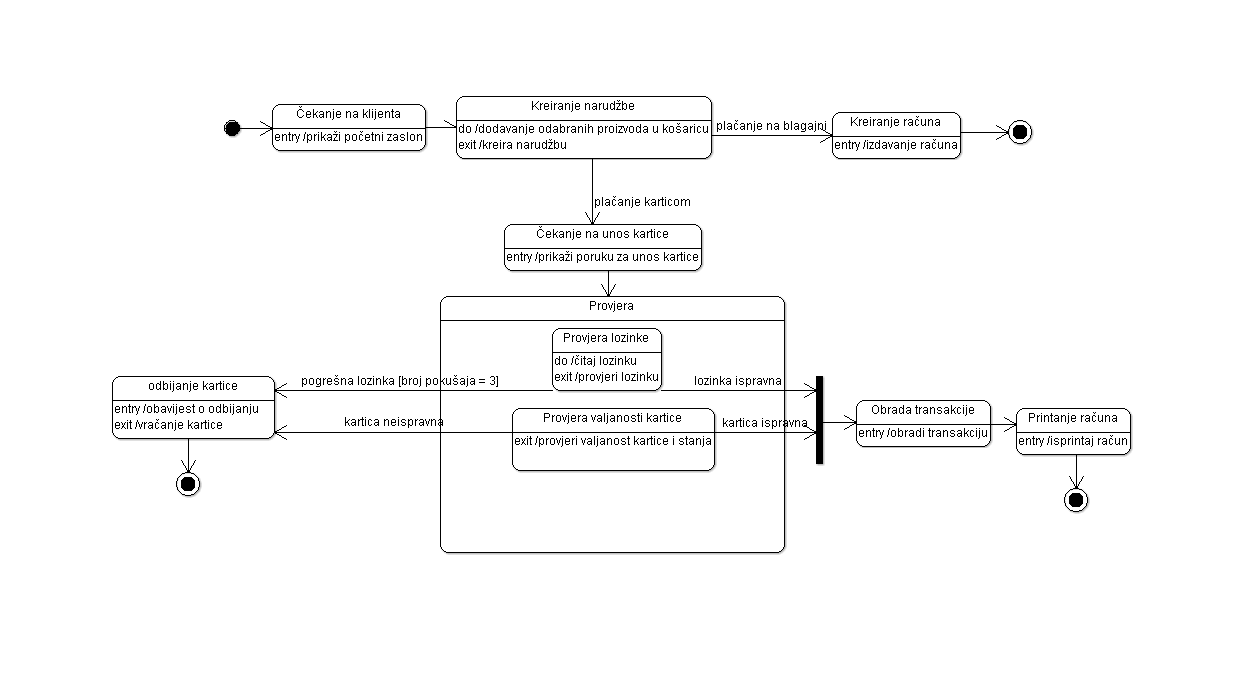 Čekanje na klijenta
entry /prikaži početni zaslon
Kreiranje narudžbe
do /dodavanje odabranih proizvoda u košaricu
exit /kreira narudžbu
plačanje na blagajni
Kreiranje računa
entry /izdavanje računa
plačanje karticom
Čekanje na unos kartice
entry /prikaži poruku za unos kartice
Provjera
Provjera lozinke
do /čitaj lozinku
exit /provjeri lozinku
pogrešna lozinka [broj pokušaja = 3]
lozinka ispravna
odbijanje kartice
entry /obavijest o odbijanju
exit /vračanje kartice
kartica neispravna
Provjera valjanosti kartice
exit /provjeri valjanost kartice i stanja
kartica ispravna
Obrada transakcije
entry /obradi transakciju
Printanje računa
entry /isprintaj račun